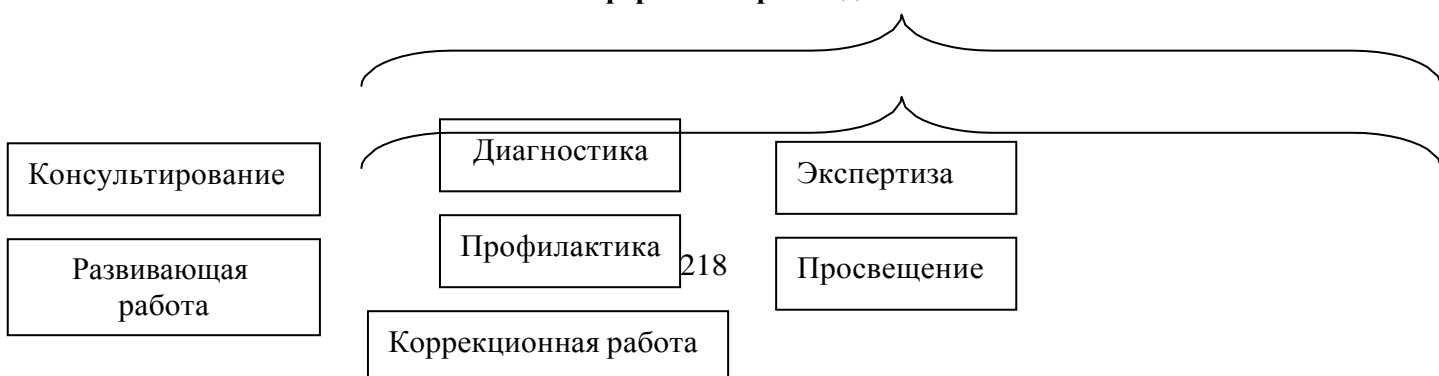 Диагностика
Консультирование
Экспертиза
Профилактика
218
Развивающая
работа
Просвещение
Коррекционная работа